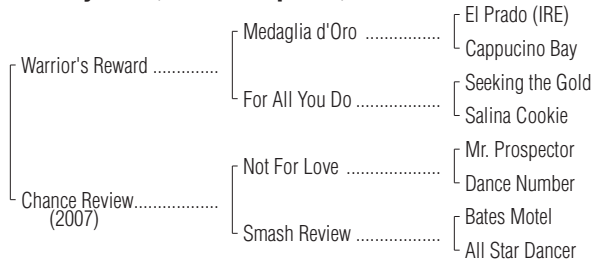 El Prado (IRE)
Medaglia d'Oro ................
Cappucino Bay
Warrior's Reward ..............
Seeking the Gold
For All You Do ..................
Salina Cookie
Mr. Prospector
Not For Love ....................
Dance Number
Chance Review.................
(2007)
Bates Motel
Smash Review .................
All Star Dancer